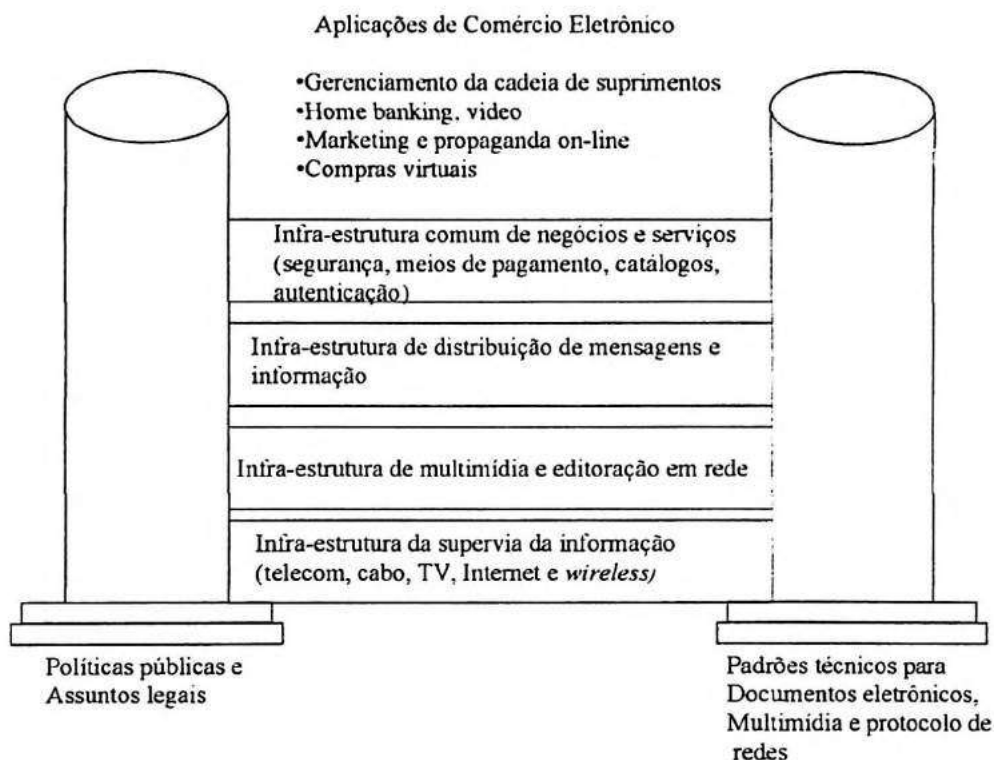 Aplicações de Comércio Eletrônico
•Gerenciamento da cadeia de suprimentos
•Home banking, video
•Marketing e propaganda on-line
•Compras virtuais
Infra-estrutura comum de negócios e serviços
(segurança, meios de pagamento, catálogos,
autenticação)
Infra-estrutura de distribuição de mensagens e
informação
Infra-estrutura de multimídia e editoração em rede
Infra-estrutura da supervia da informação
(telecom, cabo, TV, Internet e wireless)
Políticas públicas e
Assuntos legais
Padrões técnicos para
Documentos eletrônicos,
Multimídia e protocolo de
redes